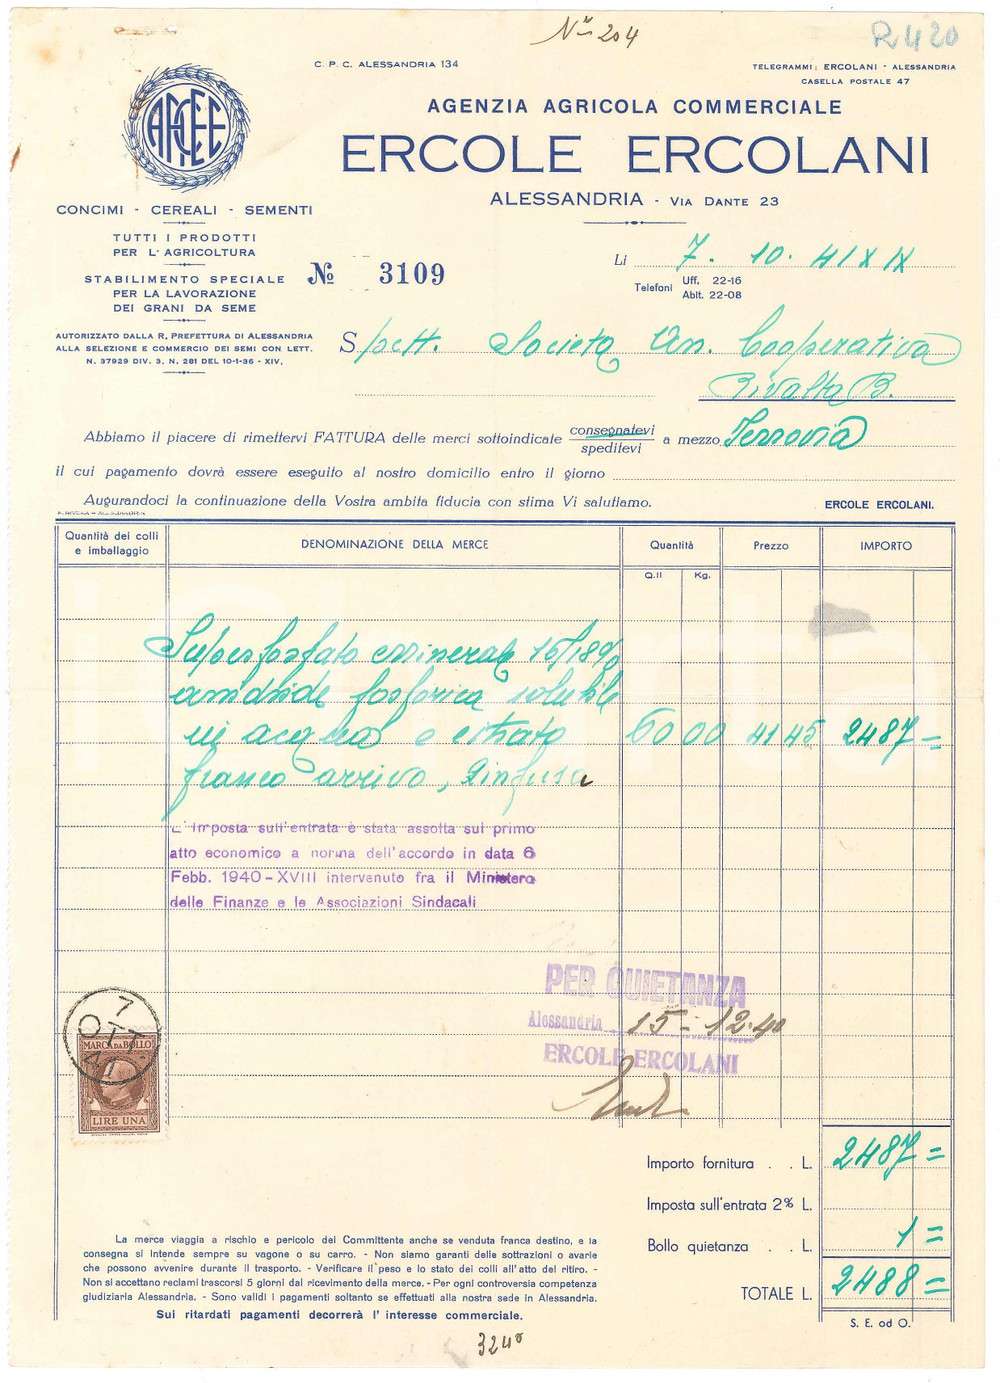 Nº 204
R420
C. P. C. ALESSANDRIA 134
TELEGRAMMI: ERCOLANI - ALESSANDRIA
CASELLA POSTALE 47
AGENZIA AGRICOLA COMMERCIALE
ERCOLE ERCOLANI
ALESSANDRIA - VIA DANTE 23
CONCIMI - CEREALI - SEMENTI
TUTTI I PRODOTTI
PER L'AGRICOLTURA
STABILIMENTO SPECIALE
PER LA LAVORAZIONE
DEI GRANI DA SEME
AUTORIZZATO DALLA R. PREFETTURA DI ALESSANDRIA
ALLA SELEZIONE E COMMERCIO DEI SEMI CON LETT.
N. 37929 DIV. 3, N. 281 DEL 10-1-36 - XIV.
№ 3109
Li 7. 10. 41 XIX
Telefoni Uff. 22-16
Abit. 22-08
Spett. Società An. Cooperativa
Rivalta B.
Abbiamo il piacere di rimettervi FATTURA delle merci sottoindicate consegnatevi
speditevi a mezzo Ferrovia
il cui pagamento dovrà essere eseguito al nostro domicilio entro il giorno
Augurandoci la continuazione della Vostra ambita fiducia con stima Vi salutiamo.
ERCOLE ERCOLANI.
Quantità dei colli
e imballaggio
DENOMINAZIONE DELLA MERCE
Quantità
Prezzo
IMPORTO
Q.li Kg.
Superfosfato minerale 16/18%
anidride fosforica solubile
in acqua e citrato 60 00 41 45 2487 =
franco arrivo, rinfusa
L'Imposta sull'entrata è stata assolta sul primo
atto economico a norma dell'accordo in data 6
Febb. 1940-XVIII intervenuto fra il Ministero
delle Finanze e le Associazioni Sindacali
PER QUIETANZA
Alessandria 15-12.40
ERCOLE ERCOLANI
7
OTT.
41
MARCA DA BOLLO
LIRE UNA
Importo fornitura . . L. 2487 =
Imposta sull'entrata 2% L.
Bollo quietanza . . L. 1 =
TOTALE L. 2488 =
S. E. od O.
La merce viaggia a rischio e pericolo del Committente anche se venduta franca destino, e la
consegna si intende sempre su vagone o su carro. - Non siamo garanti delle sottrazioni o avarie
che possono avvenire durante il trasporto. - Verificare il peso e lo stato dei colli all'atto del ritiro. -
Non si accettano reclami trascorsi 5 giorni dal ricevimento della merce. - Per ogni controversia competenza
giudiziaria Alessandria. - Sono validi i pagamenti soltanto se effettuati alla nostra sede in Alessandria.
Sui ritardati pagamenti decorrerà l'interesse commerciale.